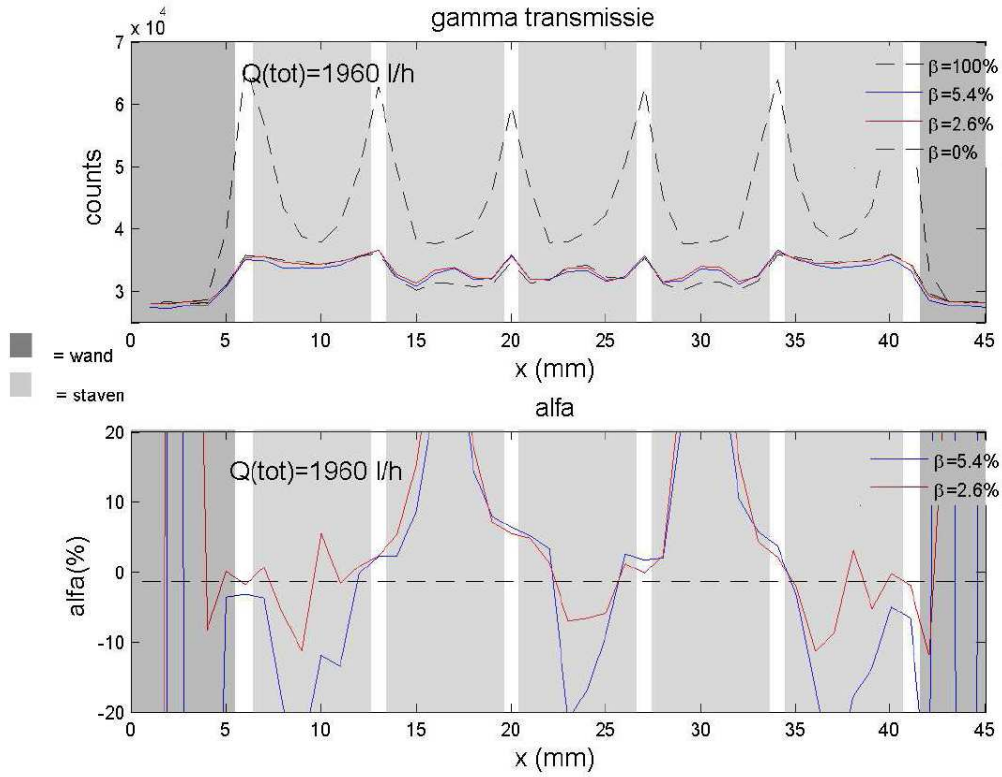 gamma transmissie
x 10⁴
7
6
5
4
3
counts
Q(tot)=1960 l/h
β=100%
β=5.4%
β=2.6%
β=0%
0 5 10 15 20 25 30 35 40 45
x (mm)
= wand
= staven
alfa
20
10
0
-10
-20
alfa(%)
Q(tot)=1960 l/h
β=5.4%
β=2.6%
0 5 10 15 20 25 30 35 40 45
x (mm)